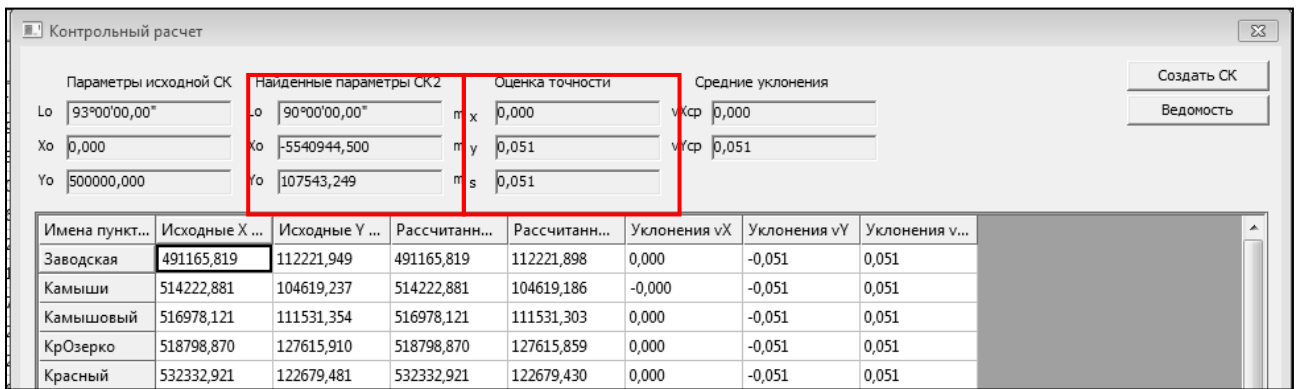 Контрольный расчет
Параметры исходной СК Найденные параметры СК2 Оценка точности Средние уклонения Создать СК
Lo 93°00'00,00" Lo 90°00'00,00" m x 0,000 vXср 0,000 Ведомость
Xo 0,000 Xo -5540944,500 m y 0,051 vYср 0,051
Yo 500000,000 Yo 107543,249 m s 0,051
Имена пункт... Исходные X ... Исходные Y ... Рассчитанн... Рассчитанн... Уклонения vX Уклонения vY Уклонения v...
Заводская 491165,819 112221,949 491165,819 112221,898 0,000 -0,051 0,051
Камыши 514222,881 104619,237 514222,881 104619,186 -0,000 -0,051 0,051
Камышовый 516978,121 111531,354 516978,121 111531,303 0,000 -0,051 0,051
КрОзерко 518798,870 127615,910 518798,870 127615,859 0,000 -0,051 0,051
Красный 532332,921 122679,481 532332,921 122679,430 0,000 -0,051 0,051